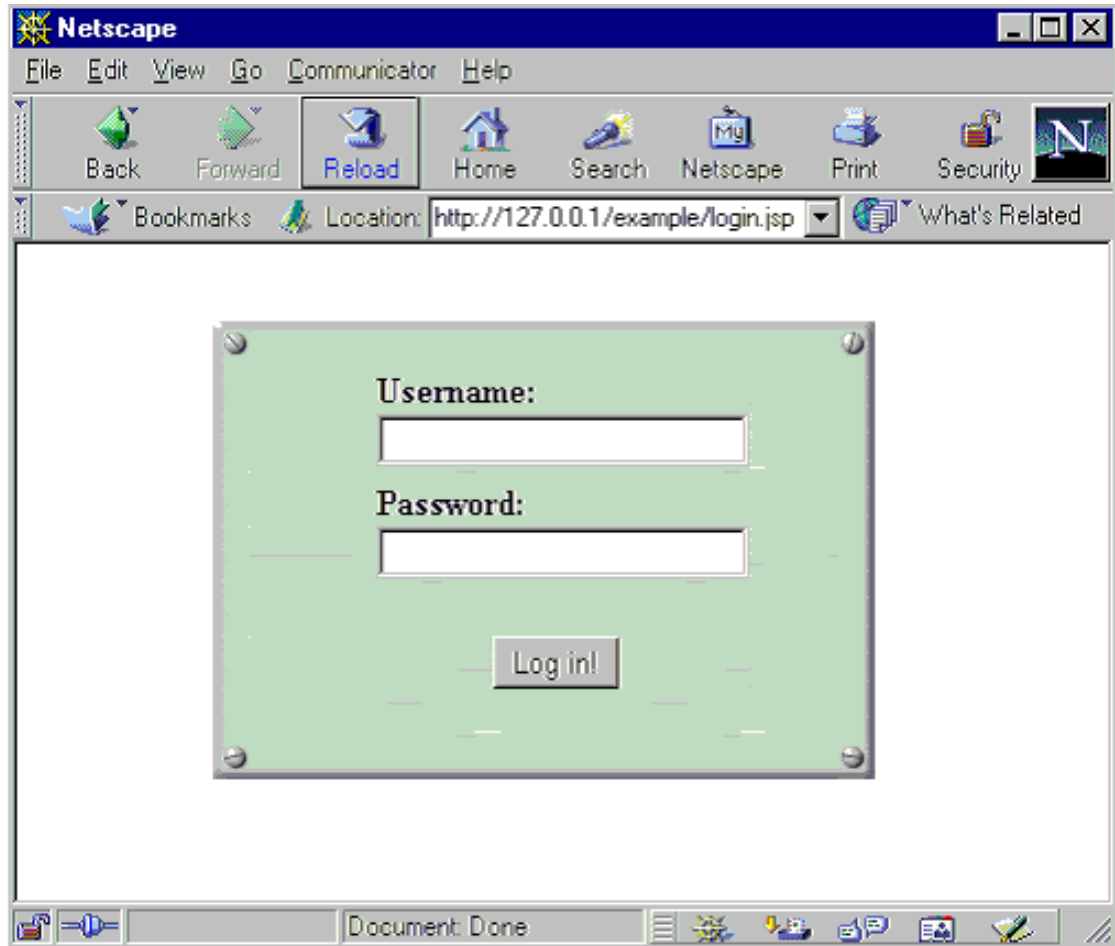 Netscape
File Edit View Go Communicator Help
Back Forward Reload Home Search Netscape Print Security N
My
Bookmarks Location: http://127.0.0.1/example/login.jsp What's Related
Username:
Password:
Log in!
Document: Done